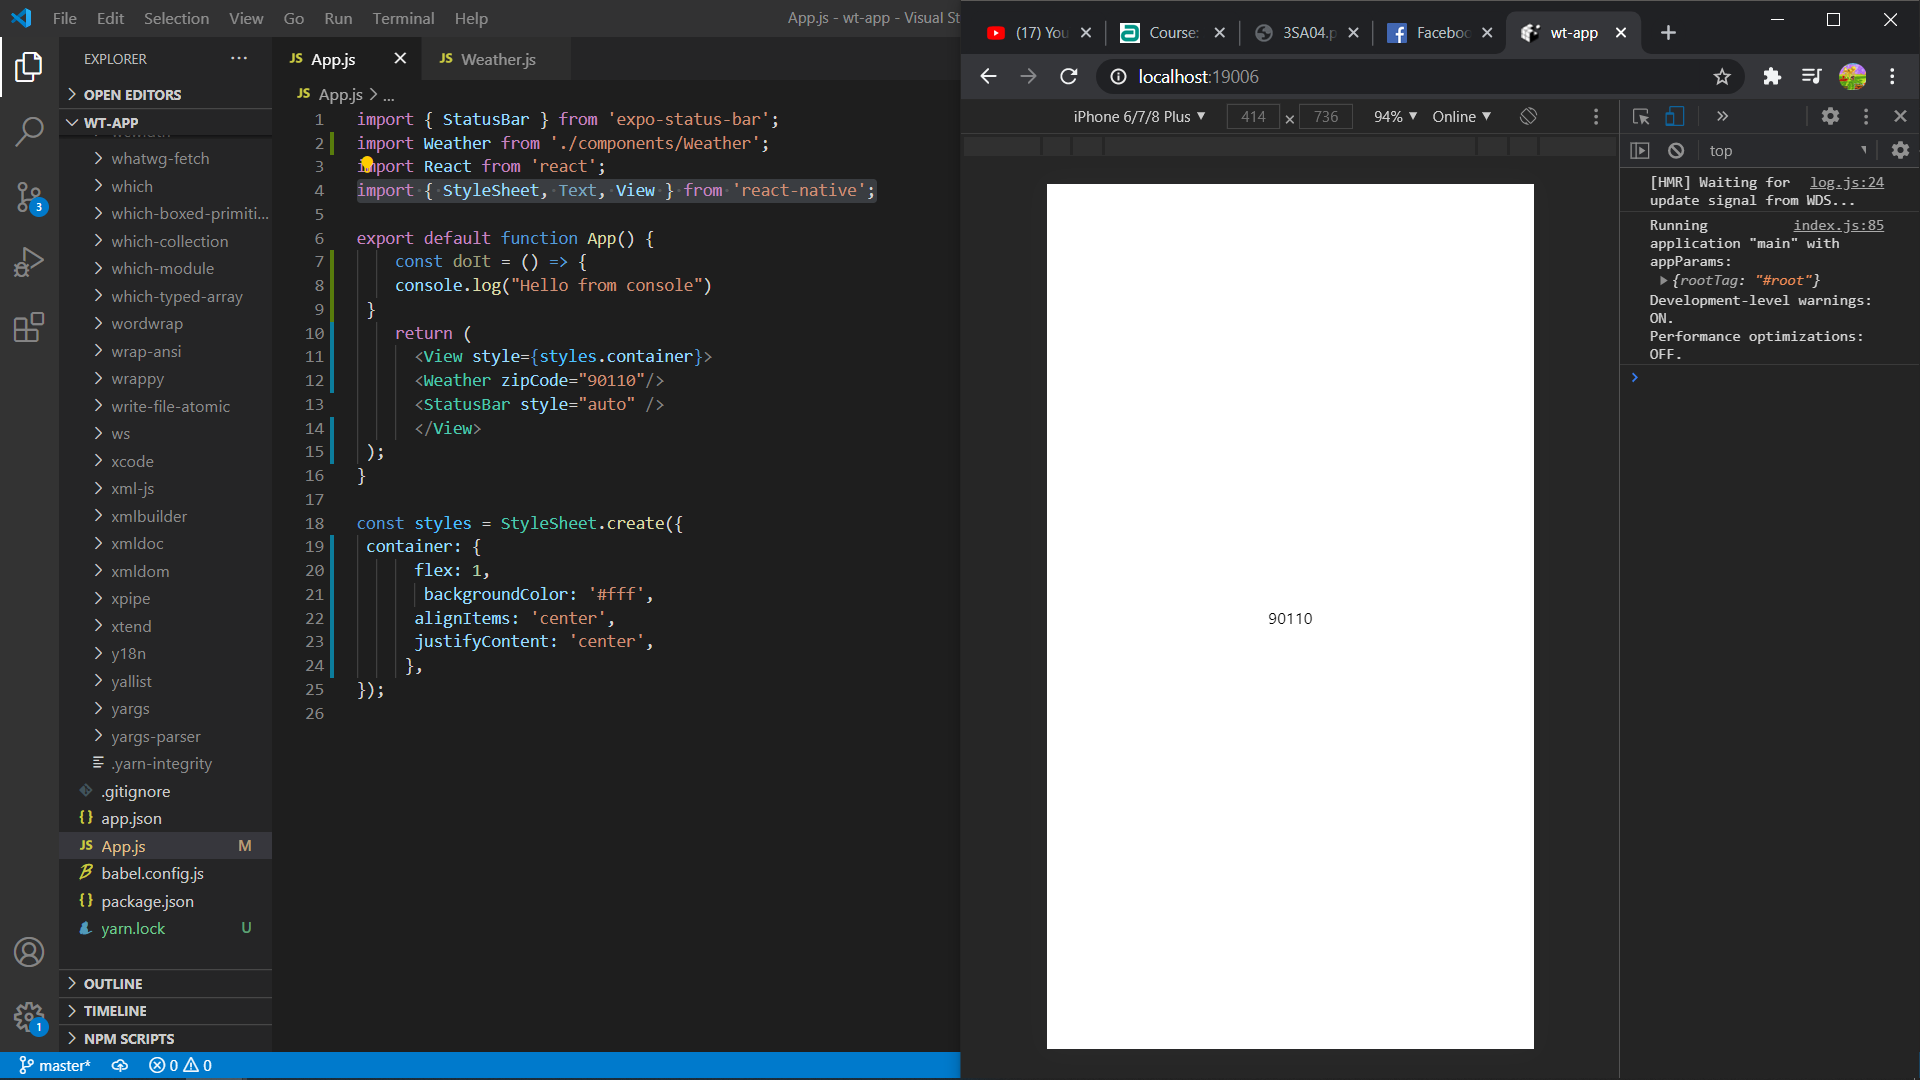 File Edit Selection View Go Run Terminal Help
App.js - wt-app - Visual St
EXPLORER
OPEN EDITORS
WT-APP
whatwg-fetch
which
which-boxed-primiti...
which-collection
which-module
which-typed-array
wordwrap
wrap-ansi
wrappy
write-file-atomic
ws
xcode
xml-js
xmlbuilder
xmldoc
xmldom
xpipe
xtend
y18n
yallist
yargs
yargs-parser
.yarn-integrity
.gitignore
{} app.json
JS App.js M
babel.config.js
{} package.json
yarn.lock U
OUTLINE
TIMELINE
NPM SCRIPTS
3
1
master* 0 0
JS App.js
JS Weather.js
JS App.js > ...
1 import { StatusBar } from 'expo-status-bar';
2 import Weather from './components/Weather';
3 import React from 'react';
4 import { StyleSheet, Text, View } from 'react-native';
5
6 export default function App() {
7 const doIt = () => {
8 console.log("Hello from console")
9 }
10 return (
11 <View style={styles.container}>
12 <Weather zipCode="90110"/>
13 <StatusBar style="auto" />
14 </View>
15 );
16 }
17
18 const styles = StyleSheet.create({
19 container: {
20 flex: 1,
21 backgroundColor: '#fff',
22 alignItems: 'center',
23 justifyContent: 'center',
24 },
25 });
26
(17) You
Course:
3SA04.p
Facebo
wt-app
localhost:19006
iPhone 6/7/8 Plus 414 × 736 94% Online
90110
top
[HMR] Waiting for log.js:24
update signal from WDS...
Running index.js:85
application "main" with
appParams:
{rootTag: "#root"}
Development-level warnings:
ON.
Performance optimizations:
OFF.